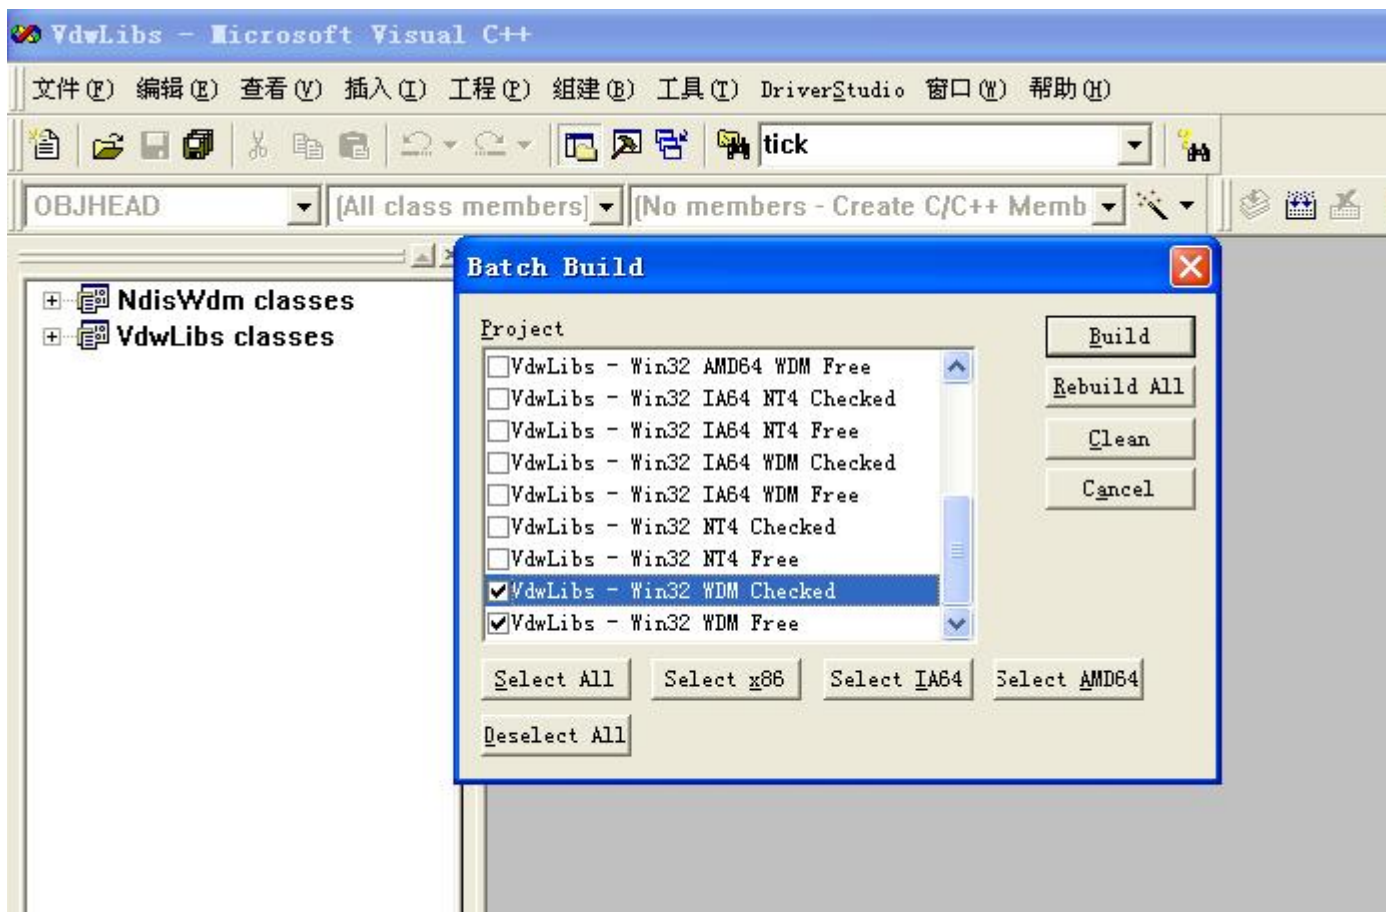 VdwLibs - Microsoft Visual C++
文件(F) 编辑(E) 查看(V) 插入(I) 工程(P) 组建(B) 工具(T) DriverStudio 窗口(W) 帮助(H)
tick
OBJHEAD (All class members) (No members - Create C/C++ Memb
Batch Build
NdisWdm classes
VdwLibs classes
Project
VdwLibs - Win32 AMD64 WDM Free
VdwLibs - Win32 IA64 NT4 Checked
VdwLibs - Win32 IA64 NT4 Free
VdwLibs - Win32 IA64 WDM Checked
VdwLibs - Win32 IA64 WDM Free
VdwLibs - Win32 NT4 Checked
VdwLibs - Win32 NT4 Free
VdwLibs - Win32 WDM Checked
VdwLibs - Win32 WDM Free
Build
Rebuild All
Clean
Cancel
Select All Select x86 Select IA64 Select AMD64
Deselect All